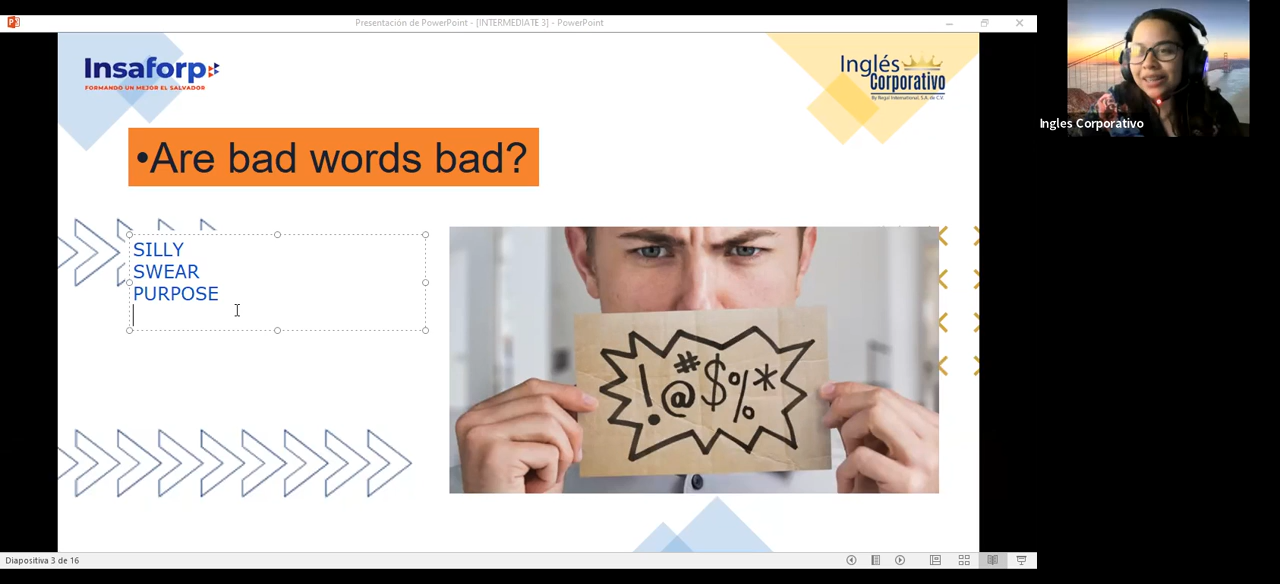 Presentación de PowerPoint - [INTERMEDIATE 3] - PowerPoint
Insaforp
FORMANDO UN MEJOR EL SALVADOR
Inglés
Corporativo
By Regal International, S.A. de C.V.
Ingles Corporativo
•Are bad words bad?
SILLY
SWEAR
PURPOSE
!@#$%*
Diapositiva 3 de 16